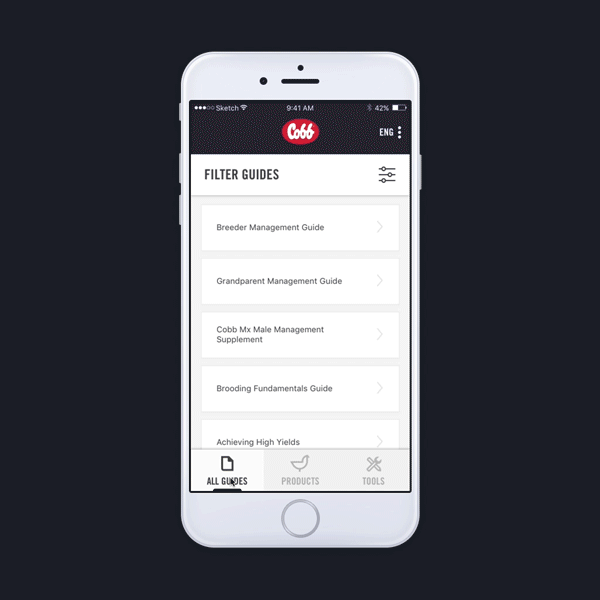 Sketch 9:41 AM 42%
Cobb
ENG
FILTER GUIDES
Breeder Management Guide
Grandparent Management Guide
Cobb Mx Male Management
Supplement
Brooding Fundamentals Guide
Achieving High Yields
ALL GUIDES PRODUCTS TOOLS